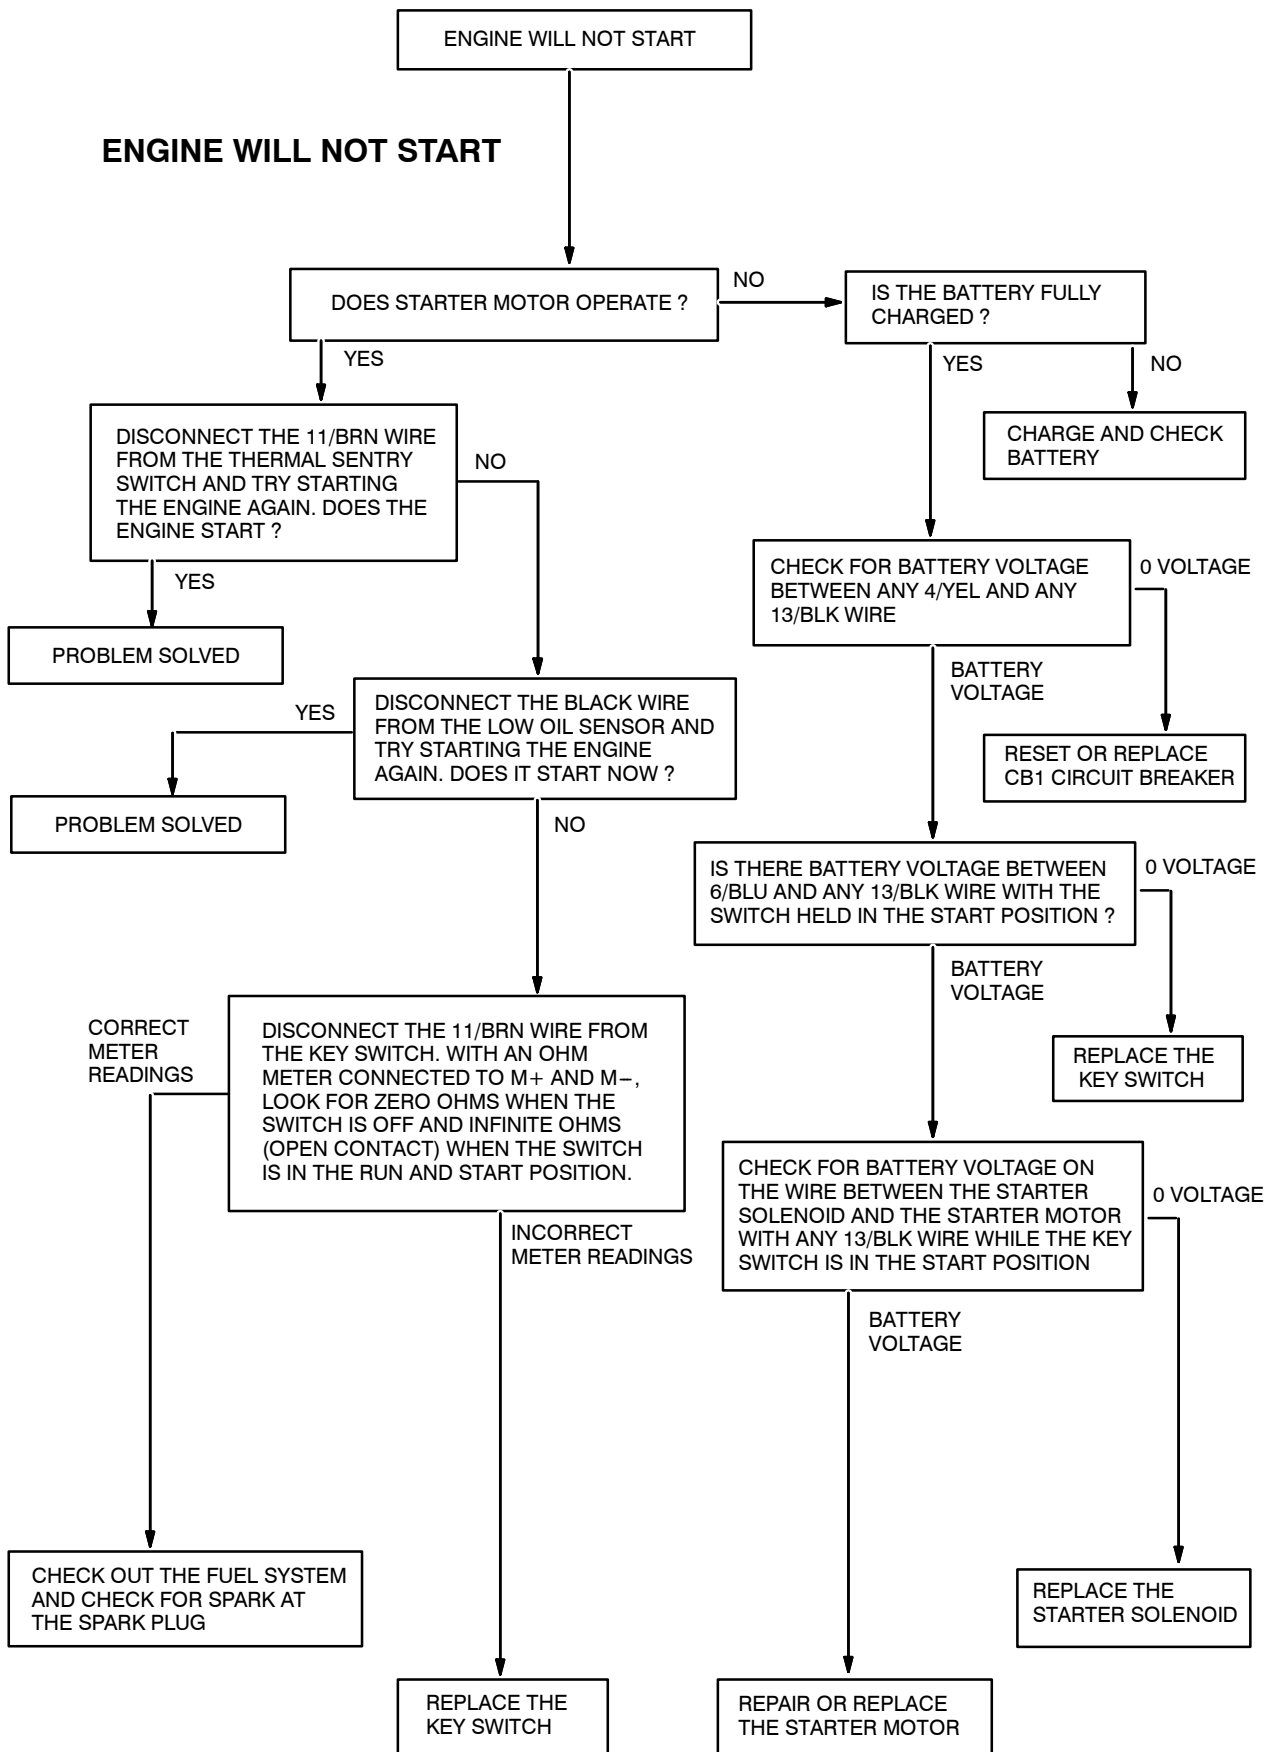 ENGINE WILL NOT START
ENGINE WILL NOT START
DOES STARTER MOTOR OPERATE ?
NO
IS THE BATTERY FULLY
CHARGED ?
YES
YES
NO
DISCONNECT THE 11/BRN WIRE
FROM THE THERMAL SENTRY
SWITCH AND TRY STARTING
THE ENGINE AGAIN. DOES THE
ENGINE START ?
NO
CHARGE AND CHECK
BATTERY
YES
PROBLEM SOLVED
CHECK FOR BATTERY VOLTAGE
BETWEEN ANY 4/YEL AND ANY
13/BLK WIRE
0 VOLTAGE
BATTERY
VOLTAGE
YES
DISCONNECT THE BLACK WIRE
FROM THE LOW OIL SENSOR AND
TRY STARTING THE ENGINE
AGAIN. DOES IT START NOW ?
RESET OR REPLACE
CB1 CIRCUIT BREAKER
PROBLEM SOLVED
NO
IS THERE BATTERY VOLTAGE BETWEEN
6/BLU AND ANY 13/BLK WIRE WITH THE
SWITCH HELD IN THE START POSITION ?
0 VOLTAGE
BATTERY
VOLTAGE
CORRECT
METER
READINGS
DISCONNECT THE 11/BRN WIRE FROM
THE KEY SWITCH. WITH AN OHM
METER CONNECTED TO M+ AND M−,
LOOK FOR ZERO OHMS WHEN THE
SWITCH IS OFF AND INFINITE OHMS
(OPEN CONTACT) WHEN THE SWITCH
IS IN THE RUN AND START POSITION.
REPLACE THE
KEY SWITCH
CHECK FOR BATTERY VOLTAGE ON
THE WIRE BETWEEN THE STARTER
SOLENOID AND THE STARTER MOTOR
WITH ANY 13/BLK WIRE WHILE THE KEY
SWITCH IS IN THE START POSITION
0 VOLTAGE
INCORRECT
METER READINGS
BATTERY
VOLTAGE
CHECK OUT THE FUEL SYSTEM
AND CHECK FOR SPARK AT
THE SPARK PLUG
REPLACE THE
STARTER SOLENOID
REPLACE THE
KEY SWITCH
REPAIR OR REPLACE
THE STARTER MOTOR